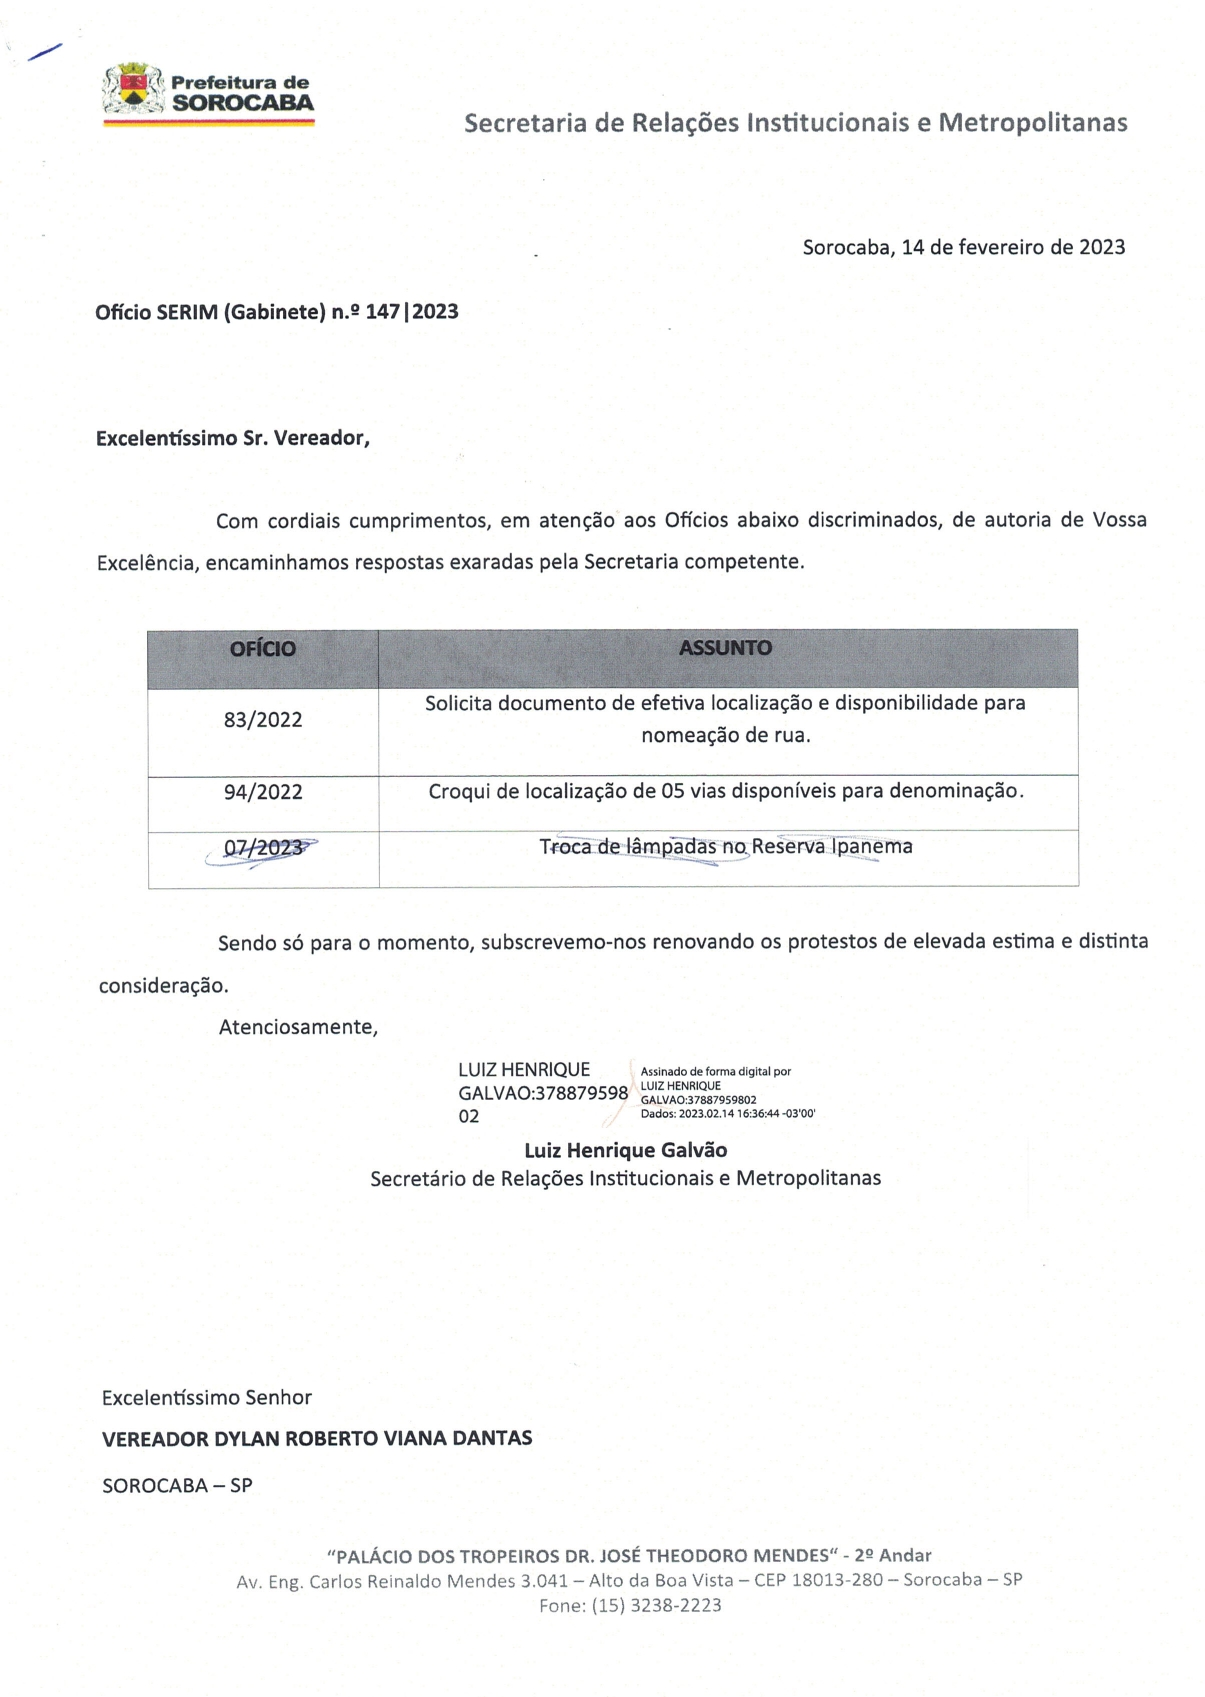 Prefeitura de
SOROCABA
Secretaria de Relações Institucionais e Metropolitanas
Sorocaba, 14 de fevereiro de 2023
Ofício SERIM (Gabinete) n.º 147|2023
Excelentíssimo Sr. Vereador,
Com cordiais cumprimentos, em atenção aos Ofícios abaixo discriminados, de autoria de Vossa
Excelência, encaminhamos respostas exaradas pela Secretaria competente.
OFÍCIO ASSUNTO
83/2022 Solicita documento de efetiva localização e disponibilidade para
nomeação de rua.
94/2022 Croqui de localização de 05 vias disponíveis para denominação.
07/2023 Troca de lâmpadas no Reserva Ipanema
Sendo só para o momento, subscrevemo-nos renovando os protestos de elevada estima e distinta
consideração.
Atenciosamente,
LUIZ HENRIQUE
GALVAO:378879598
02
Assinado de forma digital por
LUIZ HENRIQUE
GALVAO:37887959802
Dados: 2023.02.14 16:36:44 -03'00'
Luiz Henrique Galvão
Secretário de Relações Institucionais e Metropolitanas
Excelentíssimo Senhor
VEREADOR DYLAN ROBERTO VIANA DANTAS
SOROCABA – SP
“PALÁCIO DOS TROPEIROS DR. JOSÉ THEODORO MENDES“ - 2º Andar
Av. Eng. Carlos Reinaldo Mendes 3.041 – Alto da Boa Vista – CEP 18013-280 – Sorocaba – SP
Fone: (15) 3238-2223